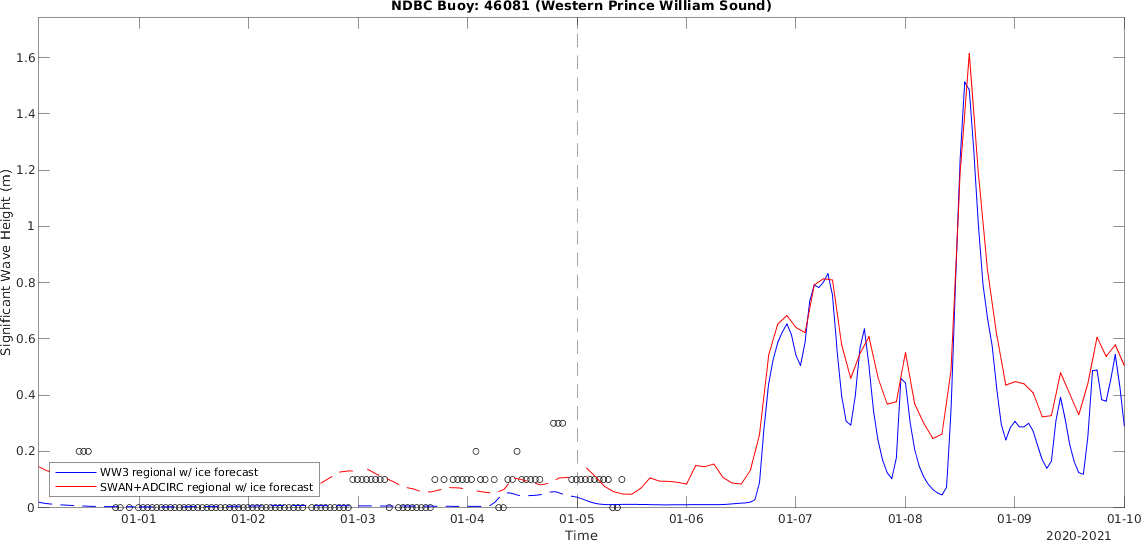 NDBC Buoy: 46081 (Western Prince William Sound)
1.6
1.4
1.2
1
0.8
0.6
0.4
0.2
0
Significant Wave Height (m)
WW3 regional w/ ice forecast
SWAN+ADCIRC regional w/ ice forecast
01-01 01-02 01-03 01-04 01-05 01-06 01-07 01-08 01-09 01-10
Time
2020-2021